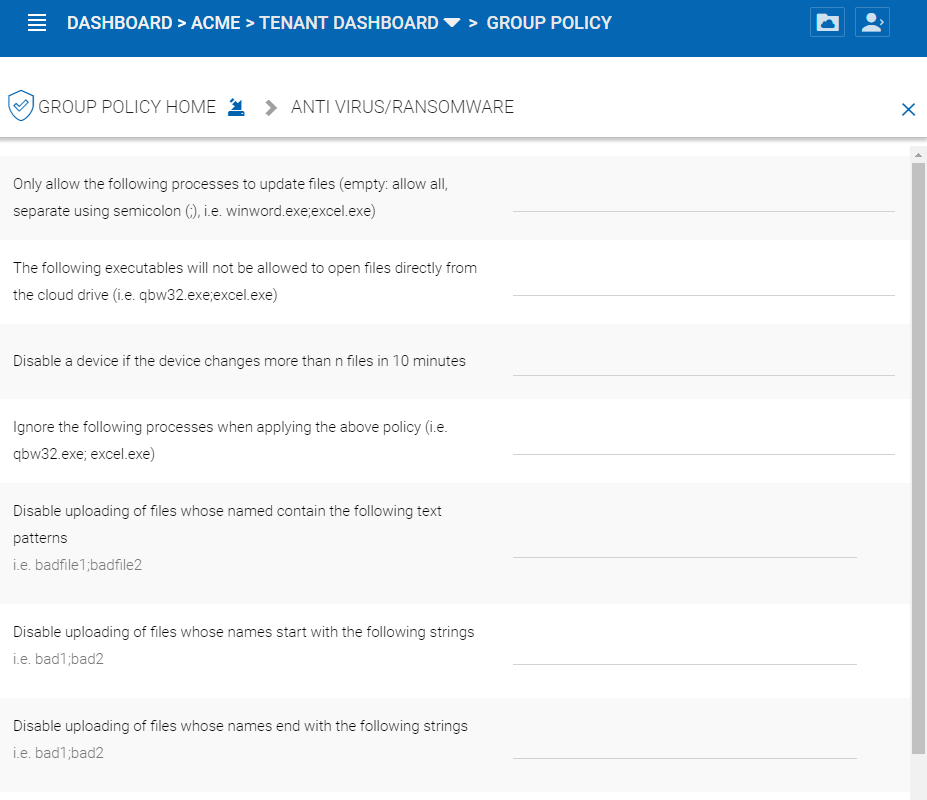 DASHBOARD > ACME > TENANT DASHBOARD > GROUP POLICY
GROUP POLICY HOME ANTI VIRUS/RANSOMWARE
Only allow the following processes to update files (empty: allow all,
separate using semicolon (;), i.e. winword.exe;excel.exe)
The following executables will not be allowed to open files directly from
the cloud drive (i.e. qbw32.exe;excel.exe)
Disable a device if the device changes more than n files in 10 minutes
Ignore the following processes when applying the above policy (i.e.
qbw32.exe; excel.exe)
Disable uploading of files whose named contain the following text
patterns
i.e. badfile1;badfile2
Disable uploading of files whose names start with the following strings
i.e. bad1;bad2
Disable uploading of files whose names end with the following strings
i.e. bad1;bad2